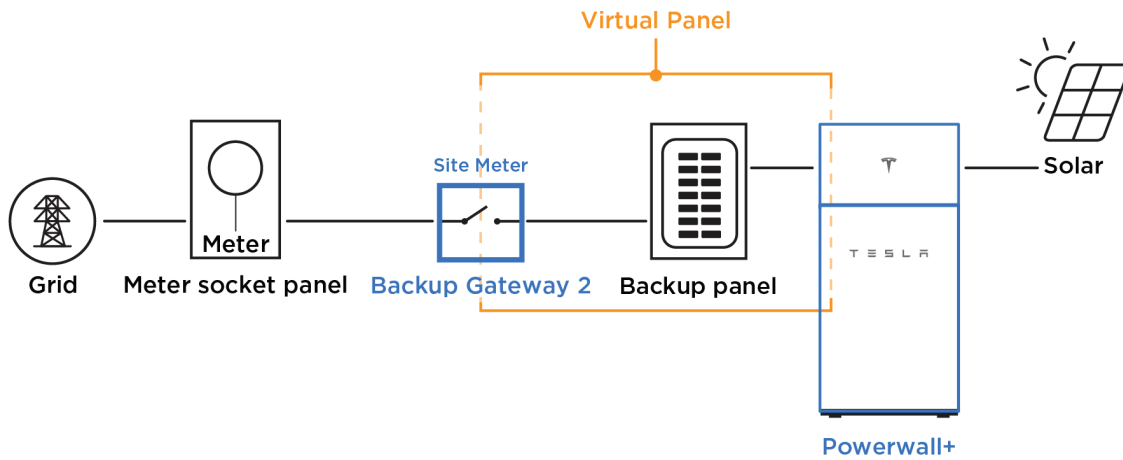 Virtual Panel
Solar
Site Meter
Meter
Grid
Meter socket panel
Backup Gateway 2
Backup panel
TESLA
Powerwall+